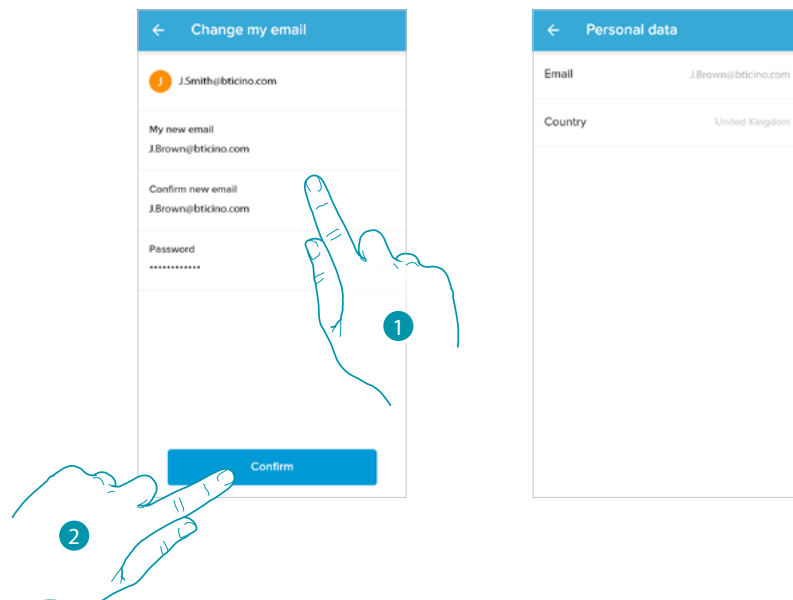 ← Change my email
J J.Smith@bticino.com
My new email
J.Brown@bticino.com
Confirm new email
J.Brown@bticino.com
Password
************
1
Confirm
2
← Personal data
Email J.Brown@bticino.com
Country United Kingdom